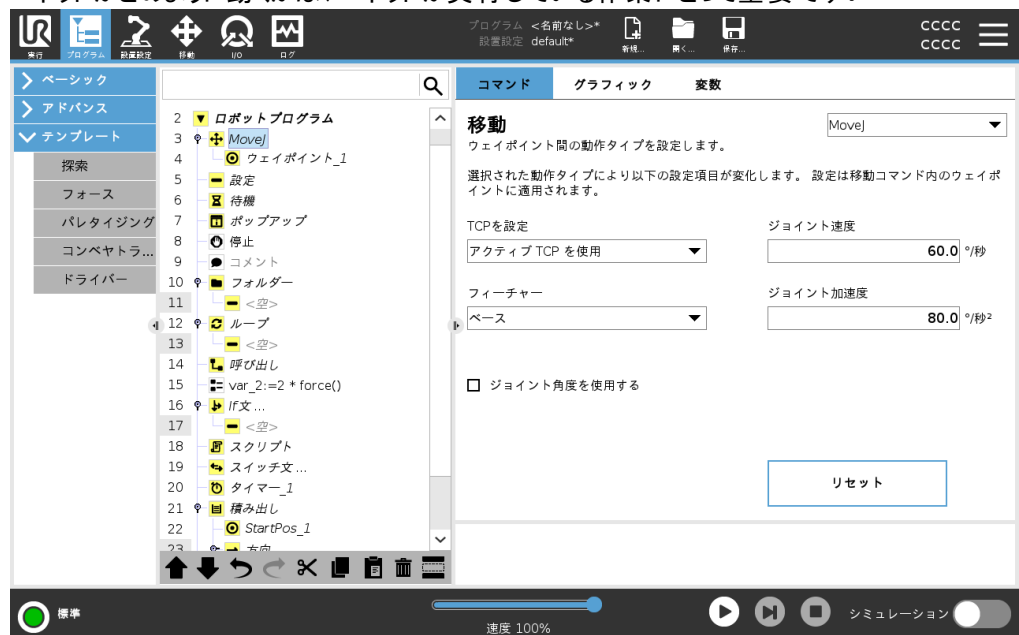 UR
実行
プログラム
設置設定
移動
I/O
ログ
プログラム <名前なし>*
設置設定 default*
新規...
開く...
保存...
CCCC
CCCC
ベーシック
アドバンス
テンプレート
探索
フォース
パレタイジング
コンベヤトラ...
ドライバー
2 ロボットプログラム
3 MoveJ
4 ウェイポイント_1
5 設定
6 待機
7 ポップアップ
8 停止
9 コメント
10 フォルダー
11 <空>
12 ループ
13 <空>
14 呼び出し
15 var_2:=2 * force()
16 If文...
17 <空>
18 スクリプト
19 スイッチ文...
20 タイマー_1
21 積み出し
22 StartPos_1
23 方向
コマンド
グラフィック
変数
移動
MoveJ
ウェイポイント間の動作タイプを設定します。
選択された動作タイプにより以下の設定項目が変化します。 設定は移動コマンド内のウェイポ
イントに適用されます。
TCPを設定
アクティブ TCP を使用
ジョイント速度
60.0 °/秒
フィーチャー
ベース
ジョイント加速度
80.0 °/秒²
ジョイント角度を使用する
リセット
標準
速度 100%
シミュレーション